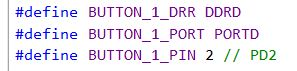 #define BUTTON_1_DRR DDRD
#define BUTTON_1_PORT PORTD
#define BUTTON_1_PIN 2 // PD2